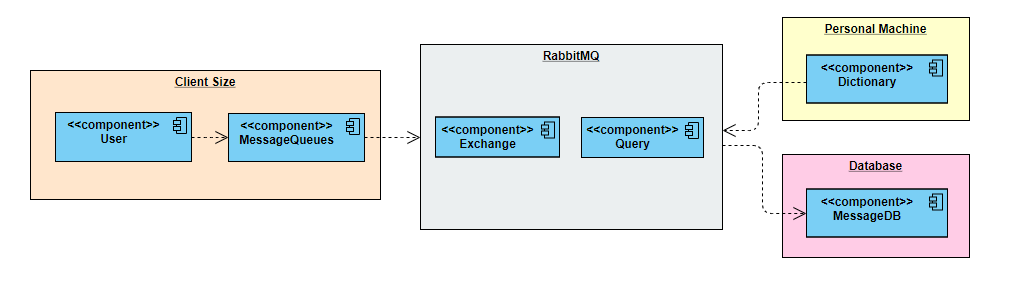 Client Size
<<component>>
User
<<component>>
MessageQueues
RabbitMQ
<<component>>
Exchange
<<component>>
Query
Personal Machine
<<component>>
Dictionary
Database
<<component>>
MessageDB